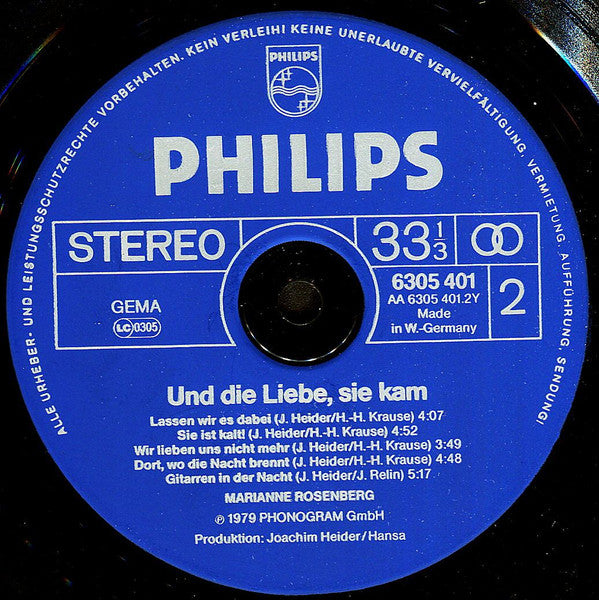 ALLE URHEBER- UND LEISTUNGSSCHUTZRECHTE VORBEHALTEN. KEIN VERLEIH! KEINE UNERLAUBTE VERVIELFÄLTIGUNG, VERMIETUNG, AUFFÜHRUNG, SENDUNG!
PHILIPS
PHILIPS
STEREO
33 1/3
6305 401
AA 6305 401.2Y
Made
in W.-Germany
2
GEMA
LC 0305
Und die Liebe, sie kam
Lassen wir es dabei (J. Heider/H.-H. Krause) 4:07
Sie ist kalt! (J. Heider/H.-H. Krause) 4:52
Wir lieben uns nicht mehr (J. Heider/H.-H. Krause) 3:49
Dort, wo die Nacht brennt (J. Heider/H.-H. Krause) 4:48
Gitarren in der Nacht (J. Heider/J. Relin) 5:17
MARIANNE ROSENBERG
℗ 1979 PHONOGRAM GmbH
Produktion: Joachim Heider/Hansa